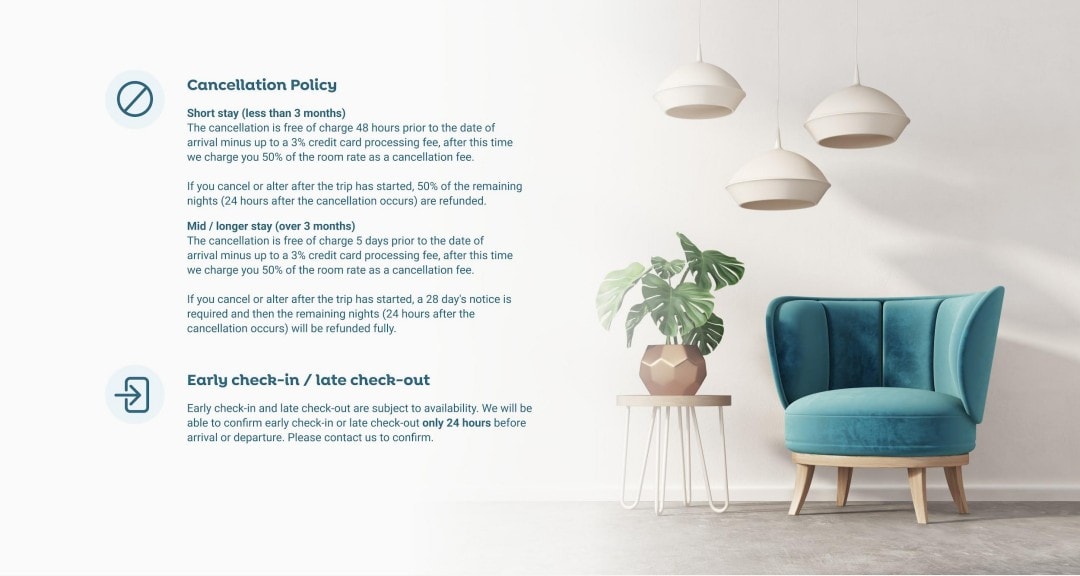 Cancellation Policy
Short stay (less than 3 months)
The cancellation is free of charge 48 hours prior to the date of
arrival minus up to a 3% credit card processing fee, after this time
we charge you 50% of the room rate as a cancellation fee.
If you cancel or alter after the trip has started, 50% of the remaining
nights (24 hours after the cancellation occurs) are refunded.
Mid / longer stay (over 3 months)
The cancellation is free of charge 5 days prior to the date of
arrival minus up to a 3% credit card processing fee, after this time
we charge you 50% of the room rate as a cancellation fee.
If you cancel or alter after the trip has started, a 28 day's notice is
required and then the remaining nights (24 hours after the
cancellation occurs) will be refunded fully.
Early check-in / late check-out
Early check-in and late check-out are subject to availability. We will be
able to confirm early check-in or late check-out only 24 hours before
arrival or departure. Please contact us to confirm.